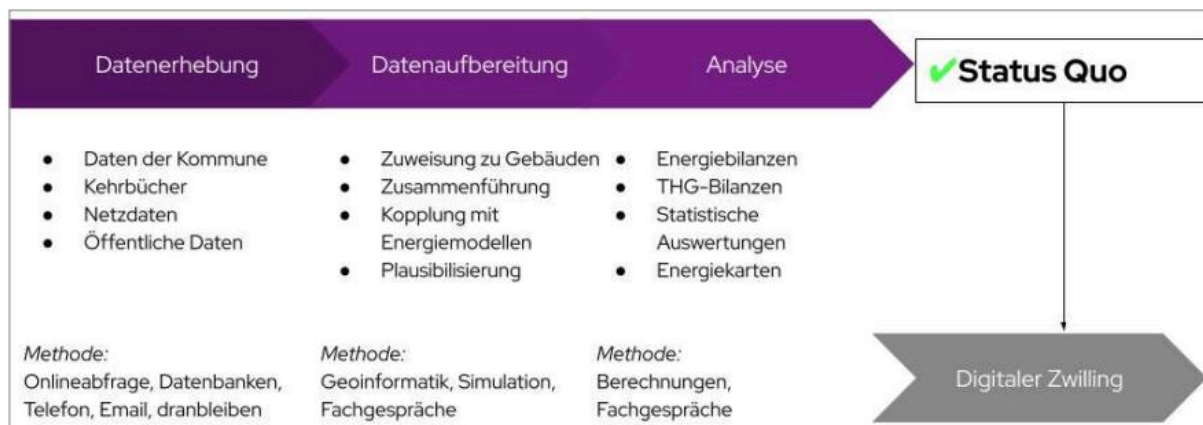 Datenerhebung
Datenaufbereitung
Analyse
✔Status Quo
● Daten der Kommune
● Kehrbücher
● Netzdaten
● Öffentliche Daten
● Zuweisung zu Gebäuden
● Zusammenführung
● Kopplung mit
Energiemodellen
● Plausibilisierung
● Energiebilanzen
● THG-Bilanzen
● Statistische
Auswertungen
● Energiekarten
Methode:
Onlineabfrage, Datenbanken,
Telefon, Email, dranbleiben
Methode:
Geoinformatik, Simulation,
Fachgespräche
Methode:
Berechnungen,
Fachgespräche
Digitaler Zwilling